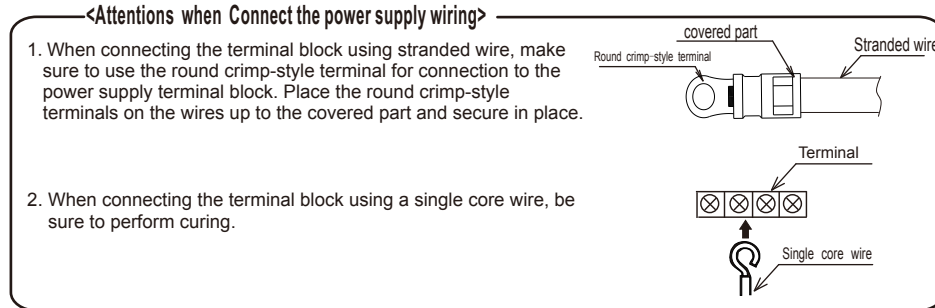 <Attentions when Connect the power supply wiring>
1. When connecting the terminal block using stranded wire, make
sure to use the round crimp-style terminal for connection to the
power supply terminal block. Place the round crimp-style
terminals on the wires up to the covered part and secure in place.
covered part
Round crimp-style terminal
Stranded wire
2. When connecting the terminal block using a single core wire, be
sure to perform curing.
Terminal
Single core wire